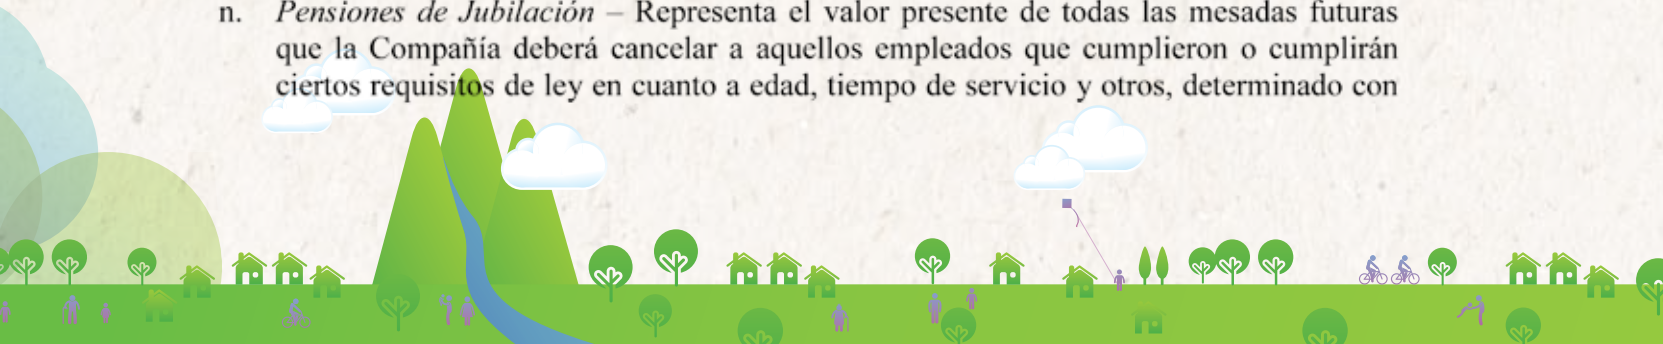 n. Pensiones de Jubilación – Representa el valor presente de todas las mesadas futuras
que la Compañía deberá cancelar a aquellos empleados que cumplieron o cumplirán
ciertos requisitos de ley en cuanto a edad, tiempo de servicio y otros, determinado con